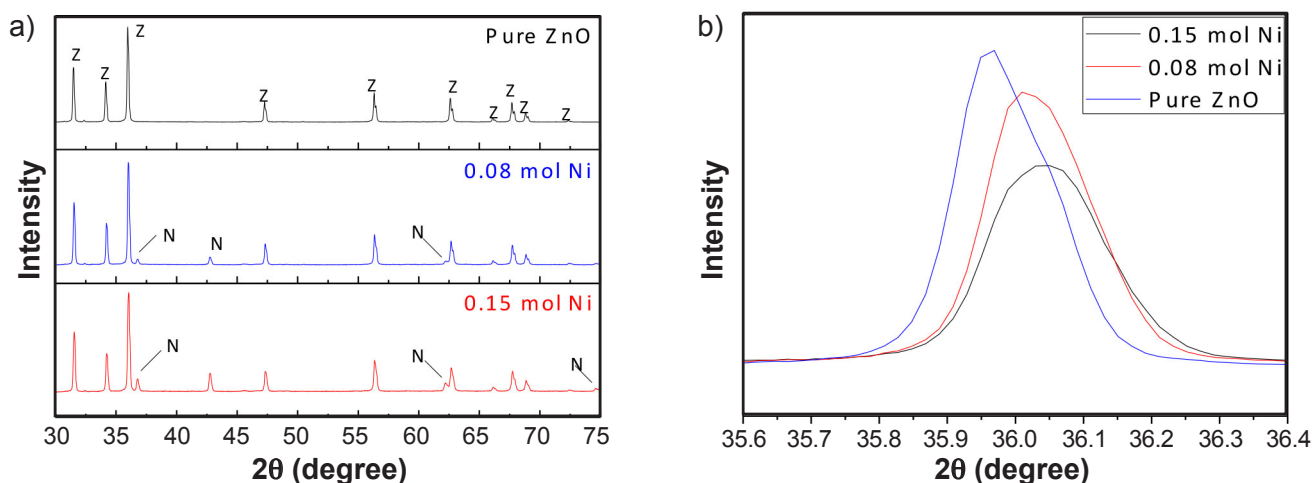 a)
Pure ZnO
Z
Z
Z
Z
Z
Z
Z
Z
Z
Z
0.08 mol Ni
N
N
N
0.15 mol Ni
N
N
N
Intensity
30 35 40 45 50 55 60 65 70 75
2θ (degree)
b)
0.15 mol Ni
0.08 mol Ni
Pure ZnO
Intensity
35.6 35.7 35.8 35.9 36.0 36.1 36.2 36.3 36.4
2θ (degree)